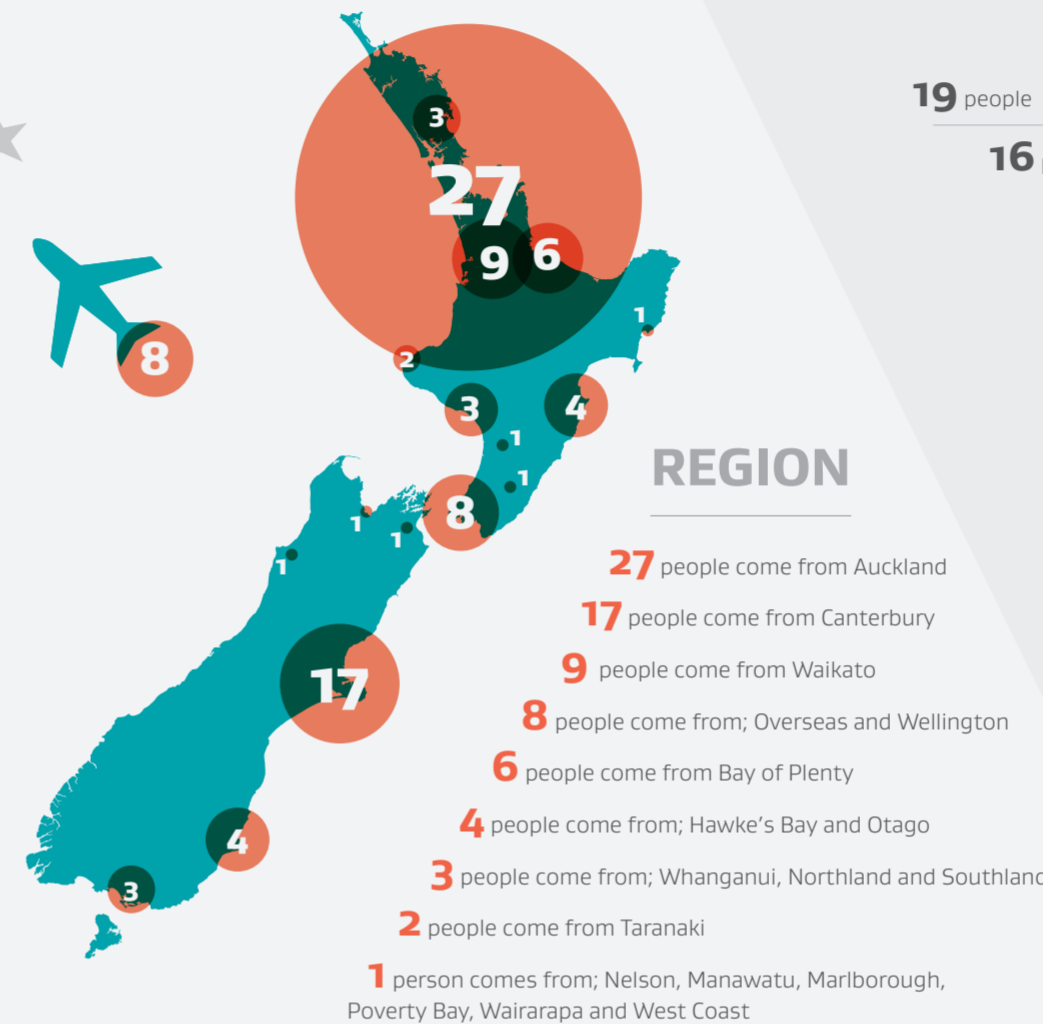 19 people
16
3
27
9
6
1
8
2
3
4
1
1
8
1
1
1
17
4
3
REGION
27 people come from Auckland
17 people come from Canterbury
9 people come from Waikato
8 people come from; Overseas and Wellington
6 people come from Bay of Plenty
4 people come from; Hawke's Bay and Otago
3 people come from; Whanganui, Northland and Southland
2 people come from Taranaki
1 person comes from; Nelson, Manawatu, Marlborough,
Poverty Bay, Wairarapa and West Coast